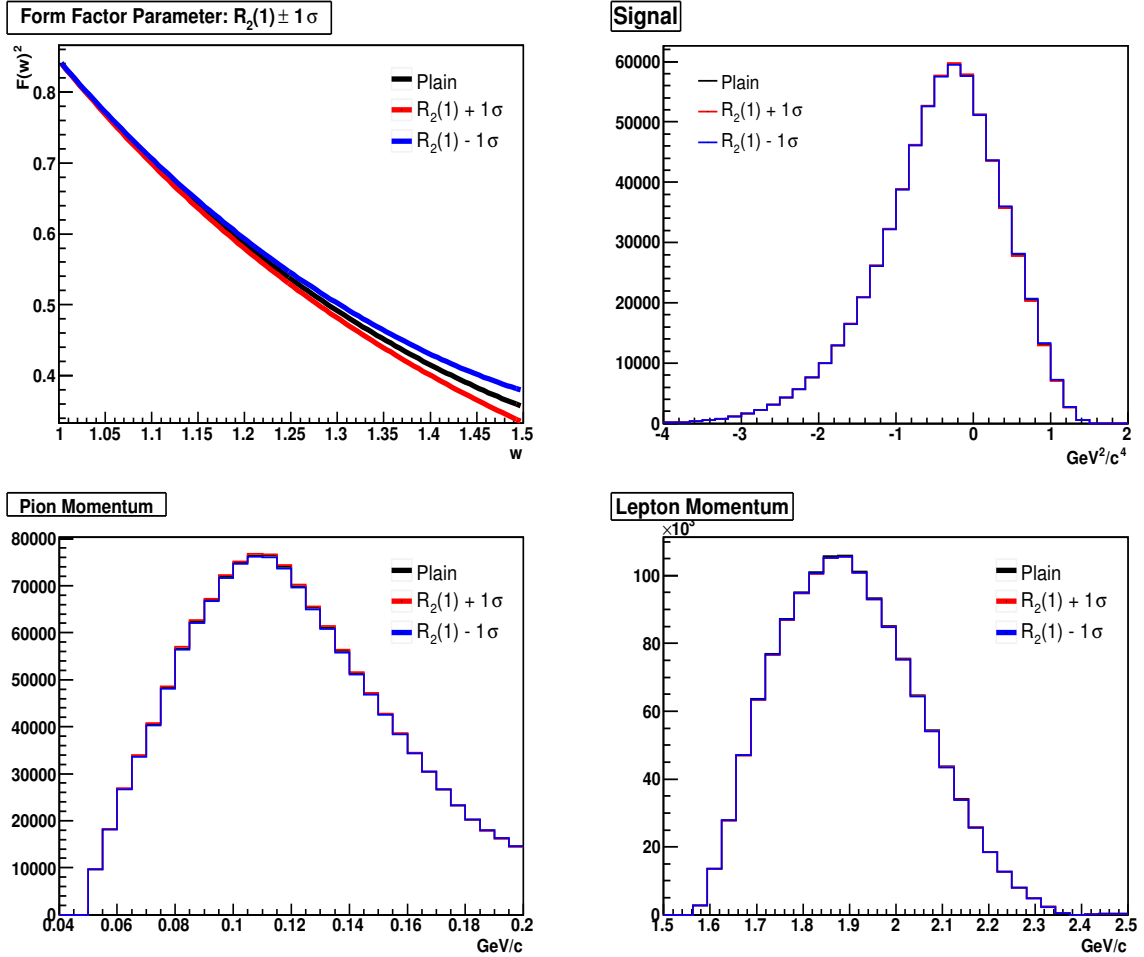 Form Factor Parameter: R₂(1) ± 1 σ
F(w)²
0.8
0.7
0.6
0.5
0.4
Plain
R₂(1) + 1σ
R₂(1) - 1σ
1 1.05 1.1 1.15 1.2 1.25 1.3 1.35 1.4 1.45 1.5
w
Signal
60000
50000
40000
30000
20000
10000
0
Plain
R₂(1) + 1σ
R₂(1) - 1σ
-4 -3 -2 -1 0 1 2
GeV²/c⁴
Pion Momentum
80000
70000
60000
50000
40000
30000
20000
10000
0
Plain
R₂(1) + 1σ
R₂(1) - 1σ
0.04 0.06 0.08 0.1 0.12 0.14 0.16 0.18 0.2
GeV/c
Lepton Momentum
×10³
100
80
60
40
20
0
Plain
R₂(1) + 1σ
R₂(1) - 1σ
1.5 1.6 1.7 1.8 1.9 2 2.1 2.2 2.3 2.4 2.5
GeV/c